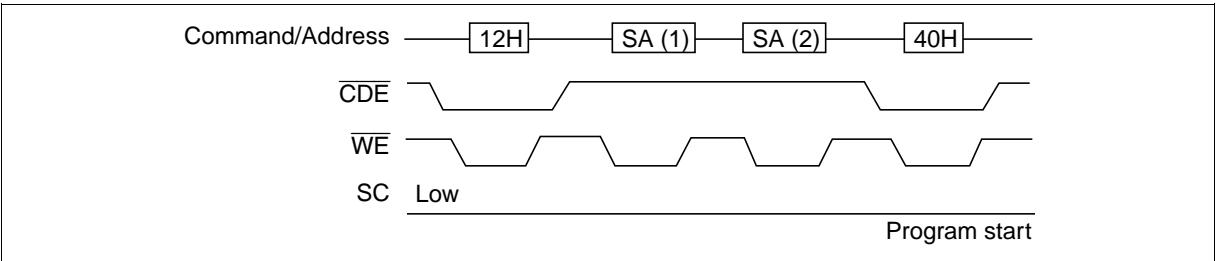 Command/Address 12H SA (1) SA (2) 40H
CDE
WE
SC Low
Program start